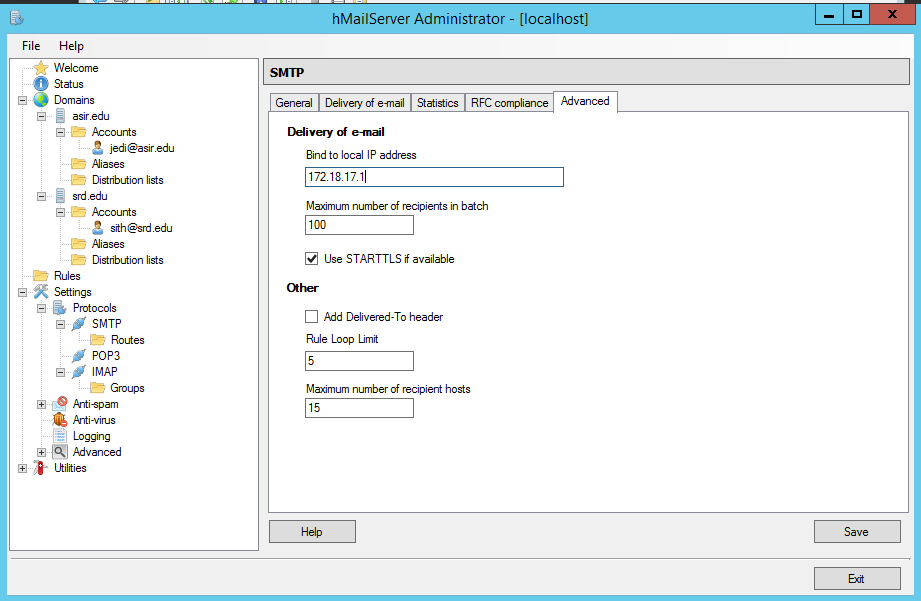 hMailServer Administrator - [localhost]
File Help
Welcome
Status
Domains
asir.edu
Accounts
jedi@asir.edu
Aliases
Distribution lists
srd.edu
Accounts
sith@srd.edu
Aliases
Distribution lists
Rules
Settings
Protocols
SMTP
Routes
POP3
IMAP
Groups
Anti-spam
Anti-virus
Logging
Advanced
Utilities
SMTP
General Delivery of e-mail Statistics RFC compliance Advanced
Delivery of e-mail
Bind to local IP address
172.18.17.1
Maximum number of recipients in batch
100
Use STARTTLS if available
Other
Add Delivered-To header
Rule Loop Limit
5
Maximum number of recipient hosts
15
Help Save
Exit